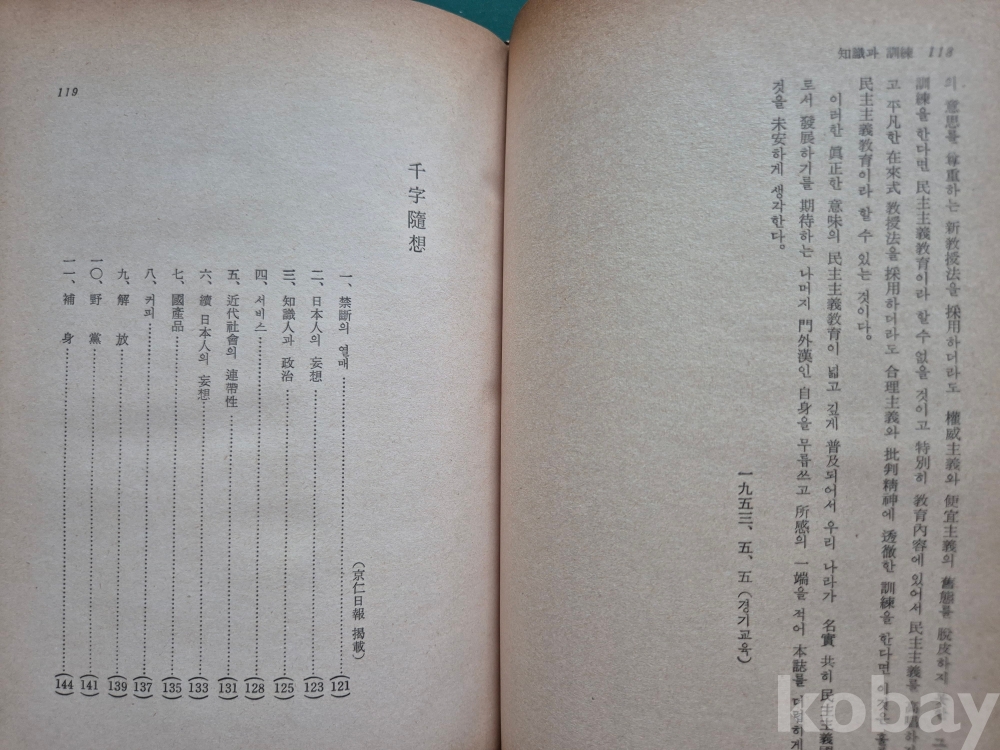 知識과 訓練 118
의 意思를 尊重하는 新敎授法을 採用하더라도 權威主義와 便宜主義의 舊態를 脫皮하지
訓練을 한다면 民主主義敎育이라 할 수 없을 것이고 特別히 敎育內容에 있어서 民主主義를
고 平凡한 在來式 敎授法을 採用하더라도 合理主義와 批判精神에 透徹한 訓練을 한다면 이것은
民主主義敎育이라 할 수 있는 것이다。
이러한 眞正한 意味의 民主主義敎育이 넓고 깊게 普及되어서 우리 나라가 名實 共히 民主主義
로서 發展하기를 期待하는 나머지 門外漢인 自身을 무릅쓰고 所感의 一端을 적어 本誌를
것을 未安하게 생각한다。
一九五三、五、五 (경기교육)
119
千字隨想
(京仁日報 揭載)
一、禁斷의 열매……(121)
二、日本人의 妄想……(123)
三、知識人과 政治……(125)
四、서비스……(128)
五、近代社會의 連帶性……(131)
六、續 日本人의 妄想……(133)
七、國產品……(135)
八、커피……(137)
九、解 放……(139)
一〇、野 黨……(141)
一一、補 身……(144)
kobay